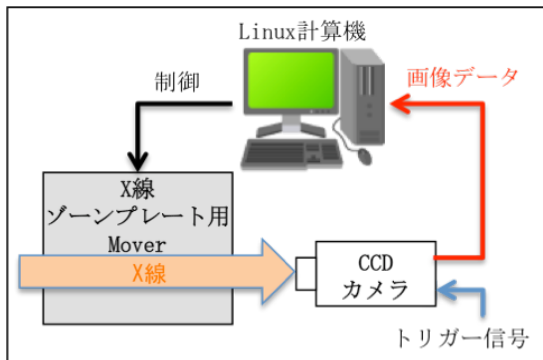 Linux計算機
制御
画像データ
X線
ゾーンプレート用
Mover
X線
CCD
カメラ
トリガー信号